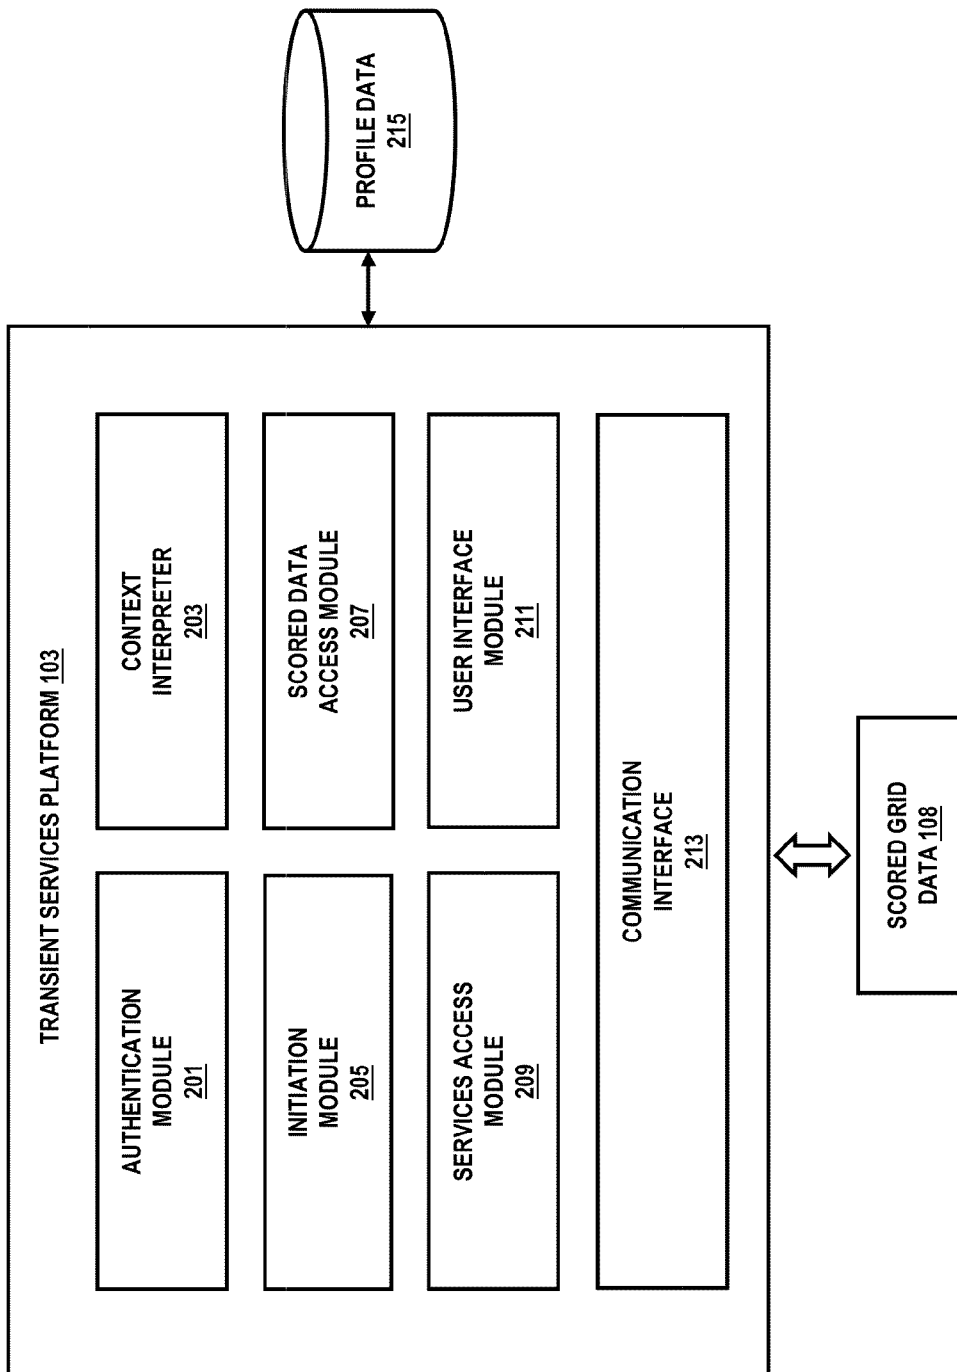 TRANSIENT SERVICES PLATFORM 103
AUTHENTICATION
MODULE
201
CONTEXT
INTERPRETER
203
INITIATION
MODULE
205
SCORED DATA
ACCESS MODULE
207
SERVICES ACCESS
MODULE
209
USER INTERFACE
MODULE
211
COMMUNICATION
INTERFACE
213
PROFILE DATA
215
SCORED GRID
DATA 108